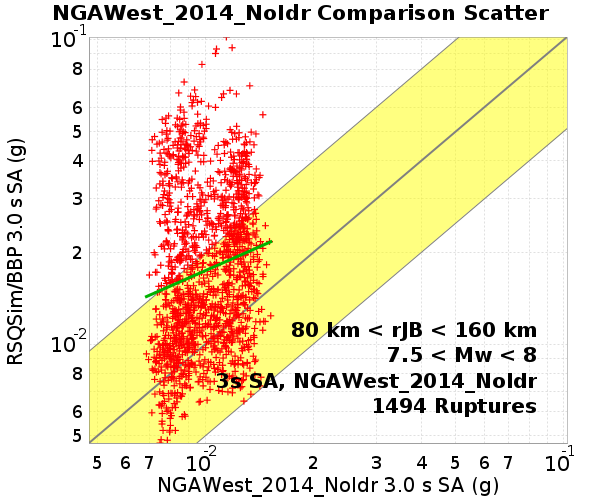 NGAWest_2014_NoIdr Comparison Scatter
10-1
8
6
5
4
3
2
10-2
8
6
5
RSQSim/BBP 3.0 s SA (g)
80 km < rJB < 160 km
7.5 < Mw < 8
3s SA, NGAWest_2014_NoIdr
1494 Ruptures
5 6 7 10-2 2 3 4 5 6 7 10-1
NGAWest_2014_NoIdr 3.0 s SA (g)